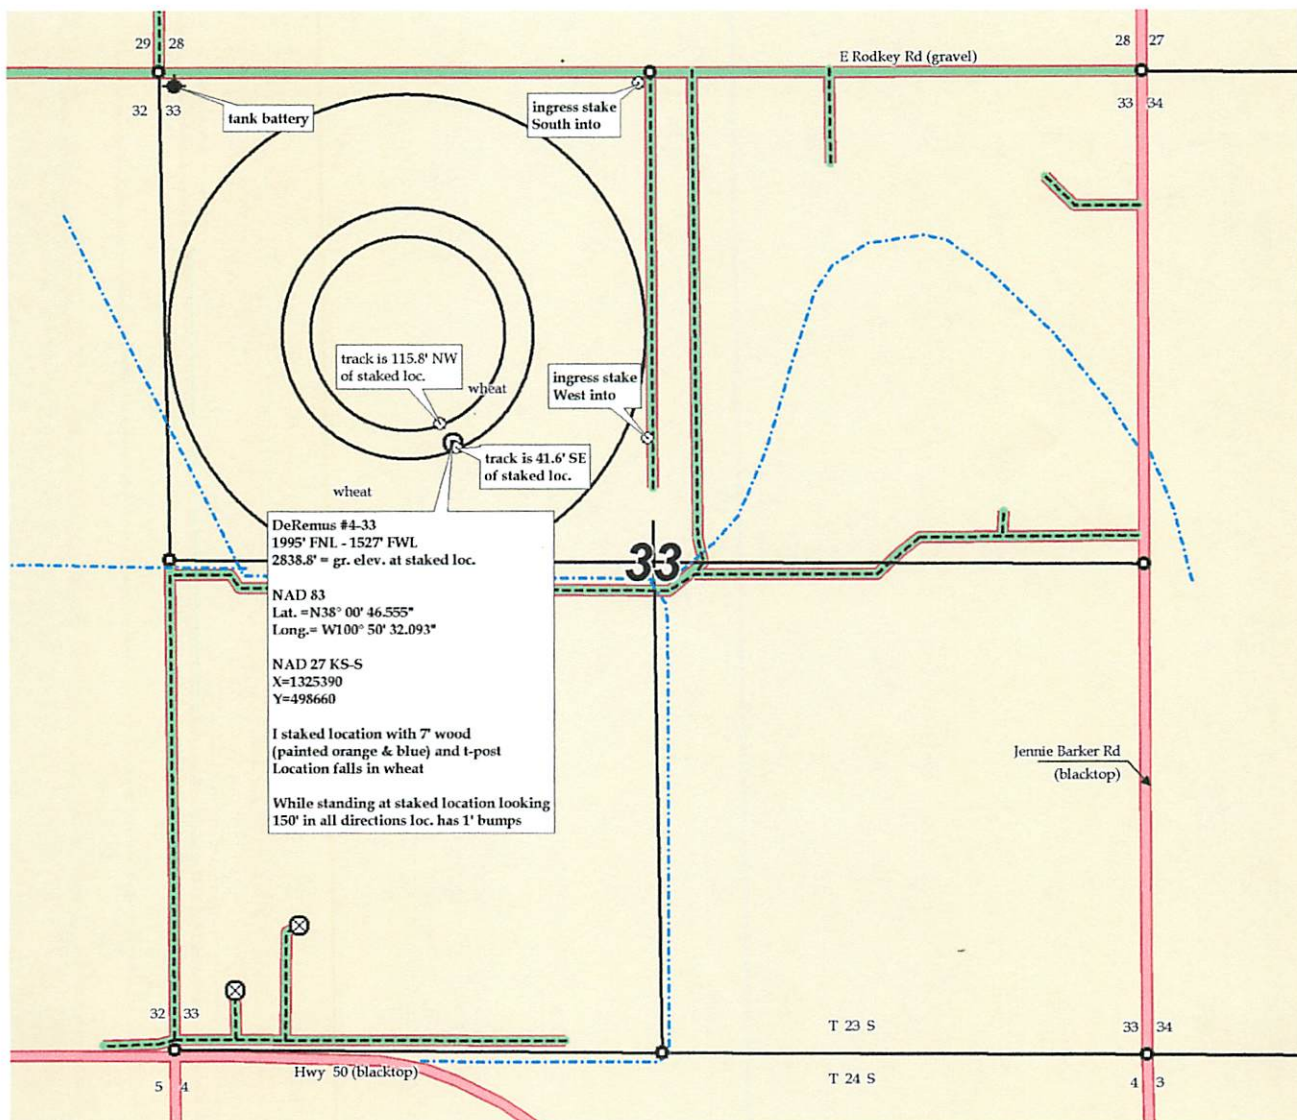 29 28
28 27
E Rodkey Rd (gravel)
32 33
33 34
tank battery
ingress stake
South into
track is 115.8' NW
of staked loc.
wheat
ingress stake
West into
track is 41.6' SE
of staked loc.
wheat
33
DeRemus #4-33
1995' FNL - 1527' FWL
2838.8' = gr. elev. at staked loc.
NAD 83
Lat. =N38° 00' 46.555"
Long.= W100° 50' 32.093"
NAD 27 KS-S
X=1325390
Y=498660
I staked location with 7' wood
(painted orange & blue) and t-post
Location falls in wheat
While standing at staked location looking
150' in all directions loc. has 1' bumps
Jennie Barker Rd
(blacktop)
32 33
T 23 S
33 34
Hwy 50 (blacktop)
5 4
T 24 S
4 3